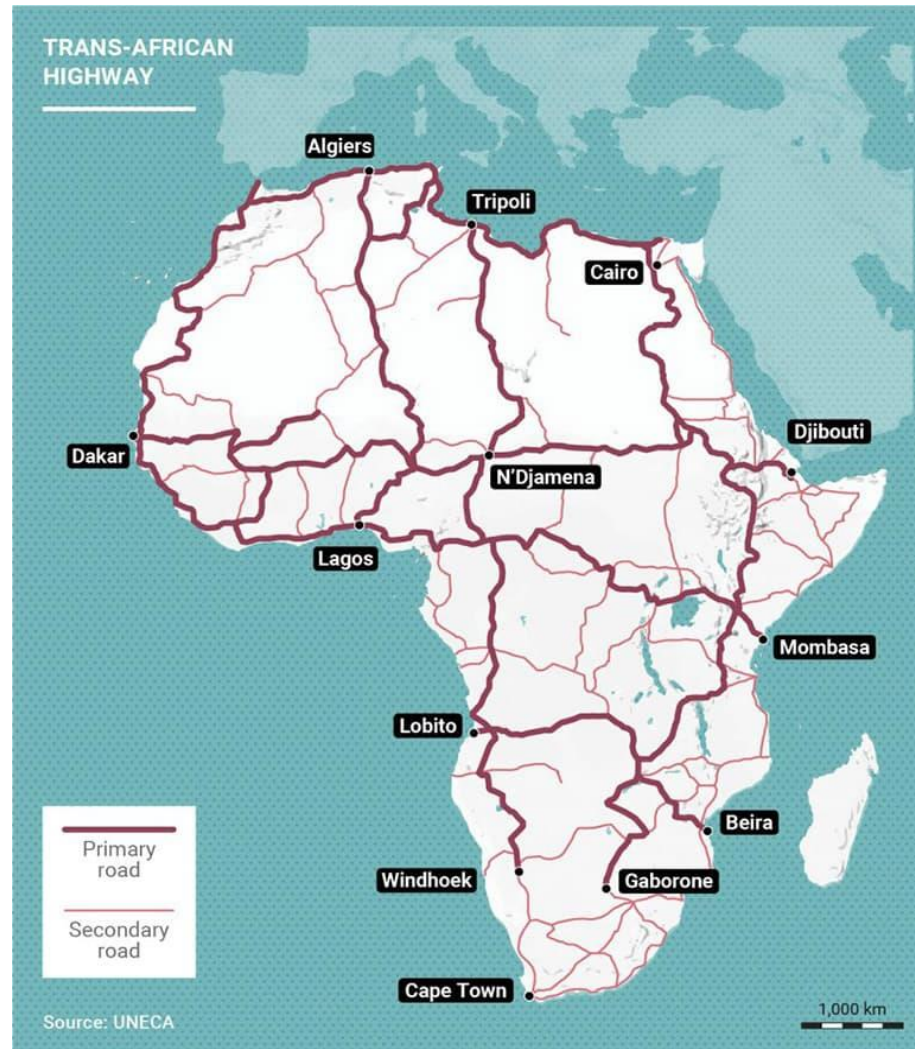 TRANS-AFRICAN
HIGHWAY
Algiers
Tripoli
Cairo
Dakar
Djibouti
N'Djamena
Lagos
Mombasa
Lobito
Beira
Windhoek
Gaborone
Cape Town
Primary
road
Secondary
road
Source: UNECA
1,000 km